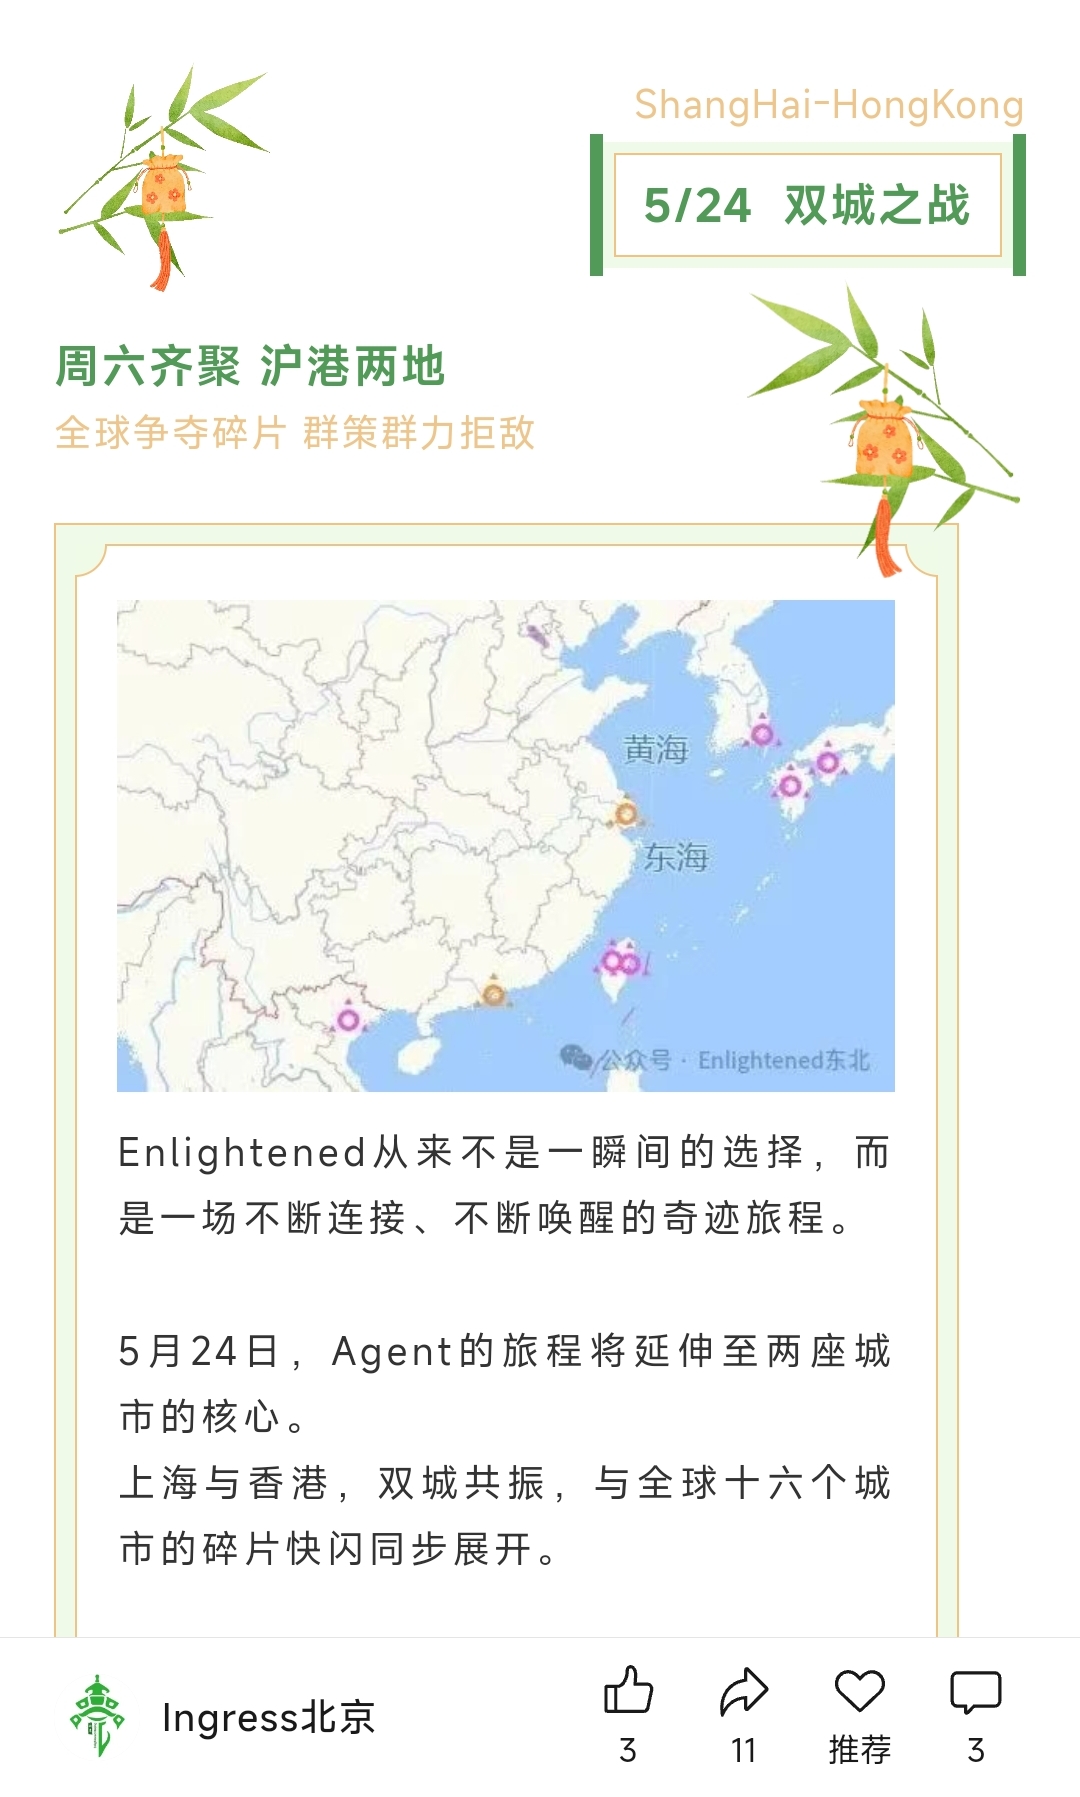 ShangHai-HongKong
5/24 双城之战
周六齐聚 沪港两地
全球争夺碎片 群策群力拒敌
黄海
东海
公众号 · Enlightened东北
Enlightened从来不是一瞬间的选择，而
是一场不断连接、不断唤醒的奇迹旅程。
5月24日，Agent的旅程将延伸至两座城
市的核心。
上海与香港，双城共振，与全球十六个城
市的碎片快闪同步展开。
Ingress北京
3
11
推荐
3